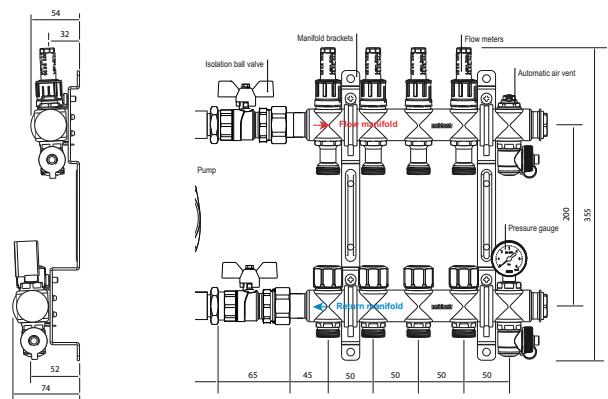 54
32
Manifold brackets
Flow meters
Isolation ball valve
Automatic air vent
Flow manifold
Pump
200
355
Pressure gauge
Return manifold
52
74
65
45
50
50
50
50